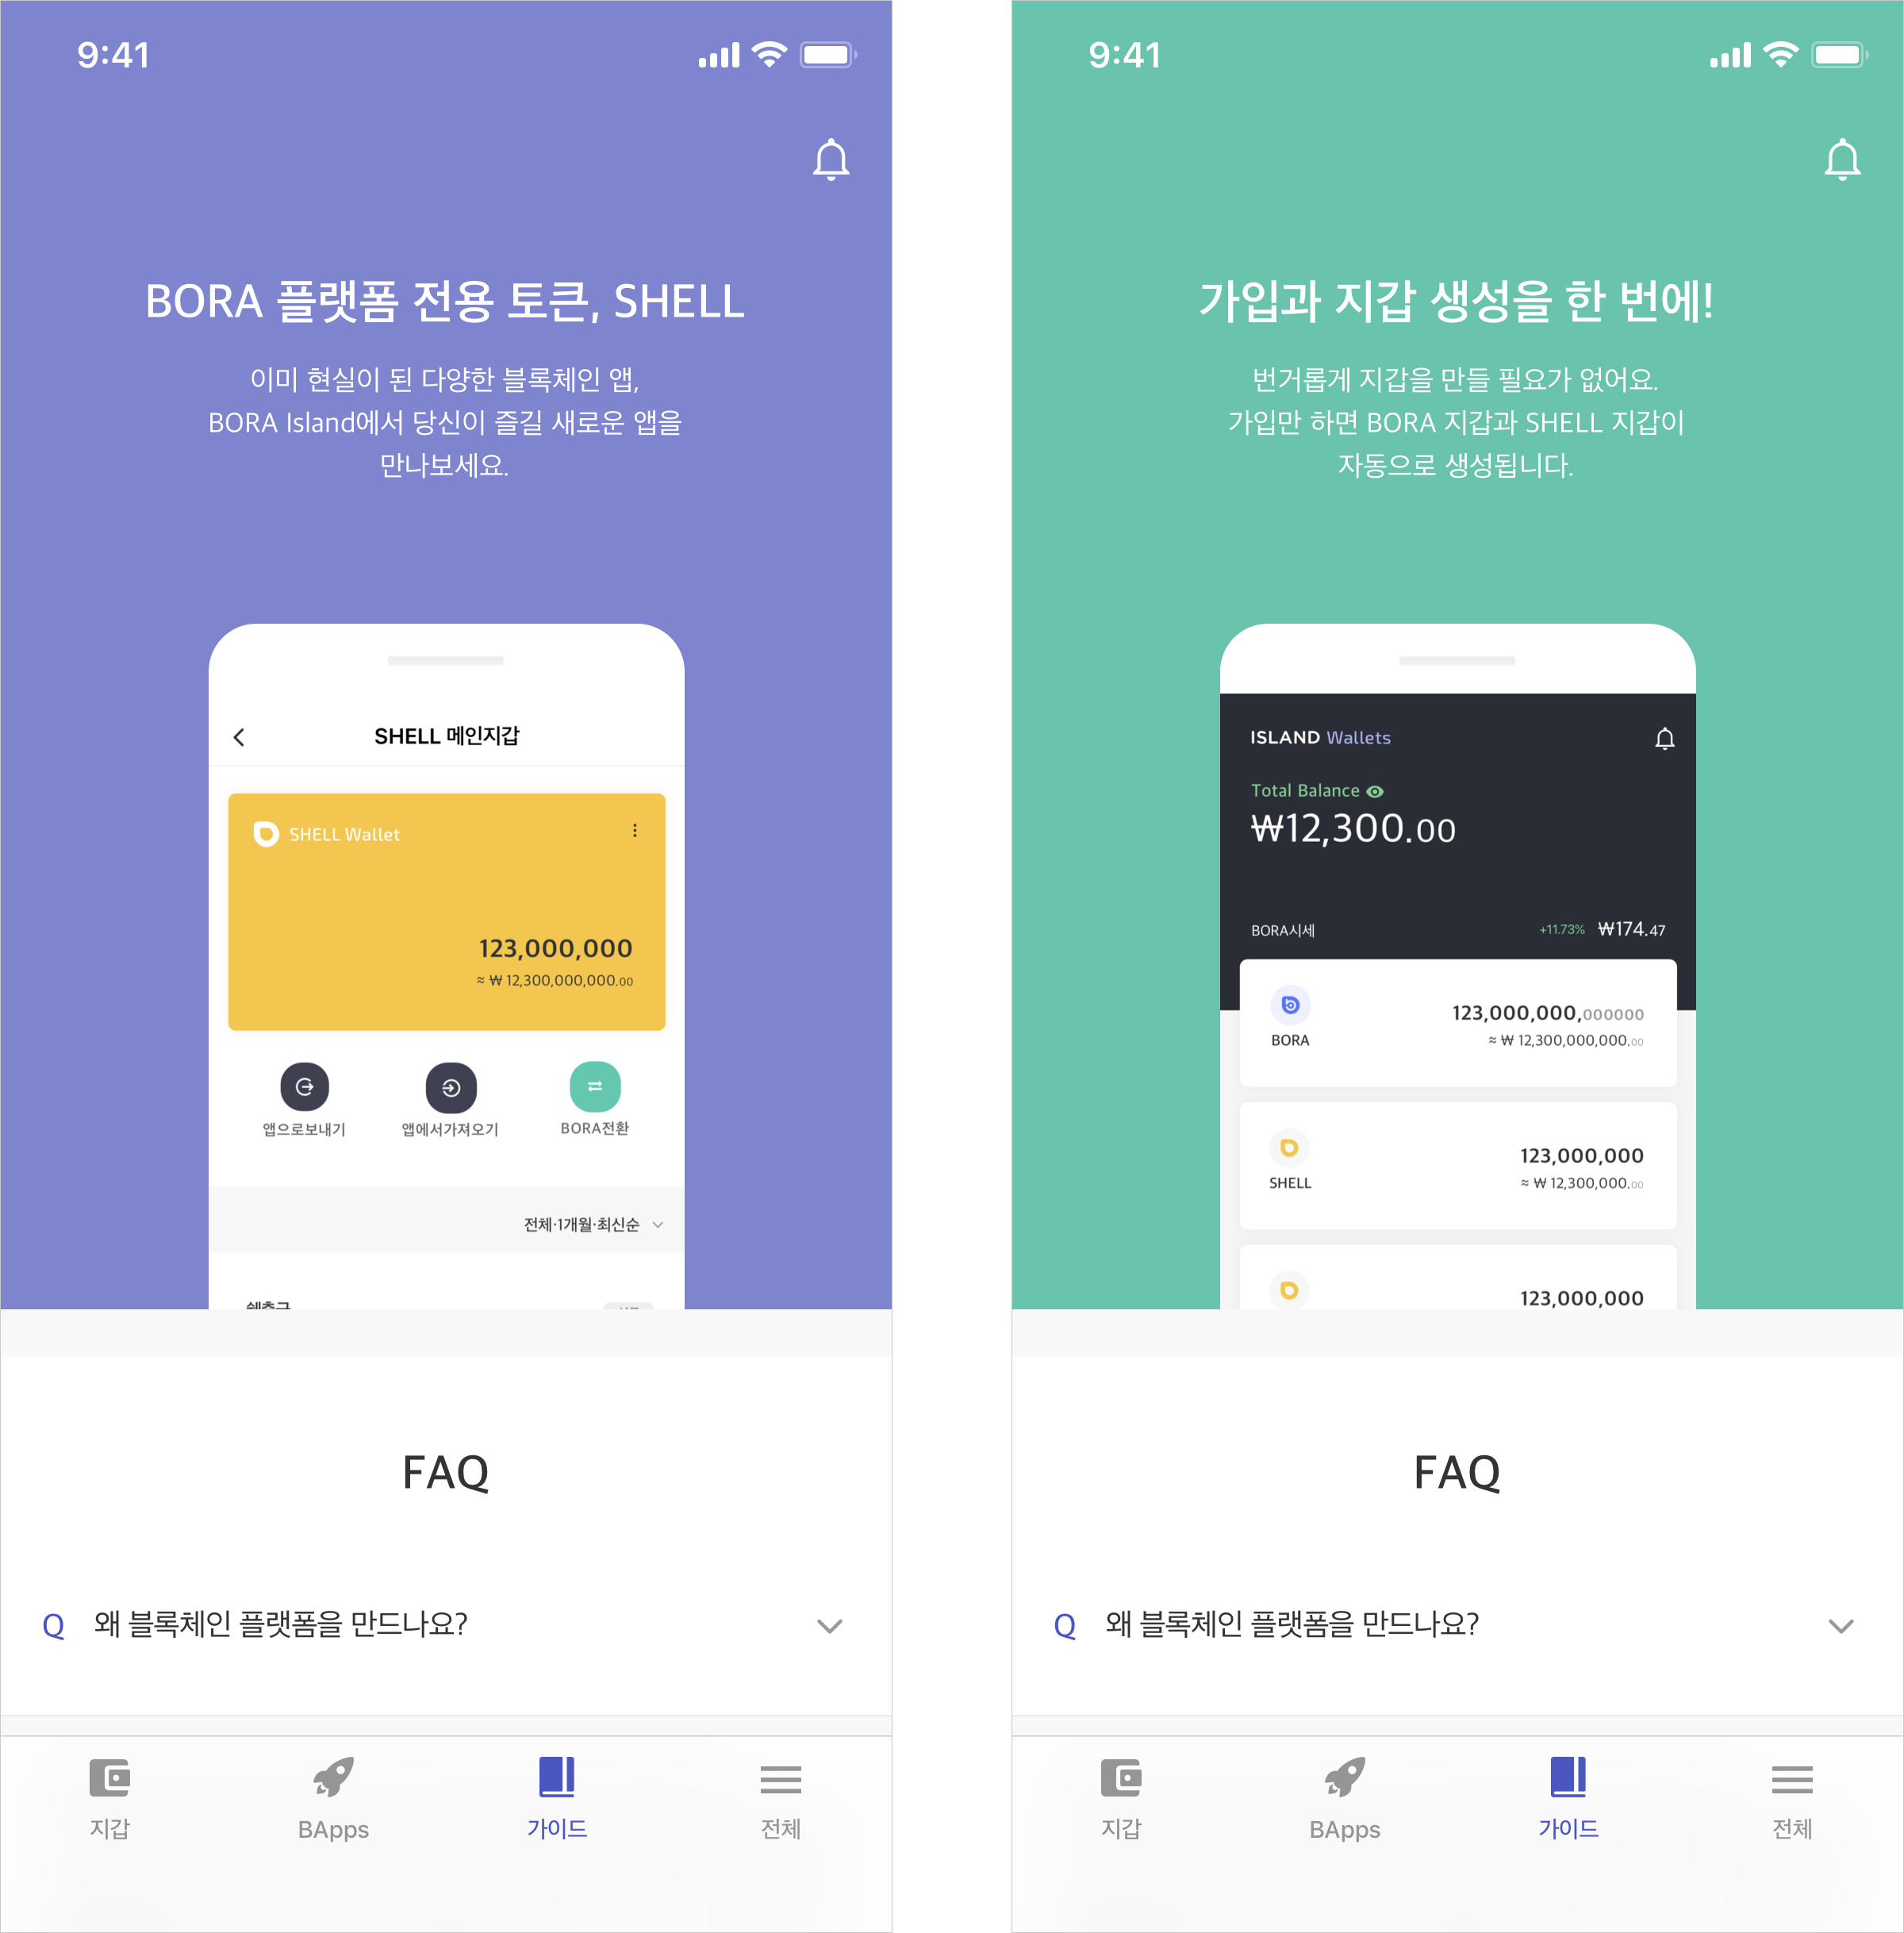 9:41
BORA 플랫폼 전용 토큰, SHELL
이미 현실이 된 다양한 블록체인 앱,
BORA Island에서 당신이 즐길 새로운 앱을
만나보세요.
SHELL 메인지갑
SHELL Wallet
123,000,000
≈ ₩ 12,300,000,000.00
앱으로보내기
앱에서가져오기
BORA전환
전체·1개월·최신순
FAQ
Q 왜 블록체인 플랫폼을 만드나요?
지갑
BApps
가이드
전체
9:41
가입과 지갑 생성을 한 번에!
번거롭게 지갑을 만들 필요가 없어요.
가입만 하면 BORA 지갑과 SHELL 지갑이
자동으로 생성됩니다.
ISLAND Wallets
Total Balance
₩12,300.00
BORA시세 +11.73% ₩174.47
123,000,000,000000
≈ ₩ 12,300,000,000.00
BORA
123,000,000
≈ ₩ 12,300,000,000.00
SHELL
123,000,000
FAQ
Q 왜 블록체인 플랫폼을 만드나요?
지갑
BApps
가이드
전체